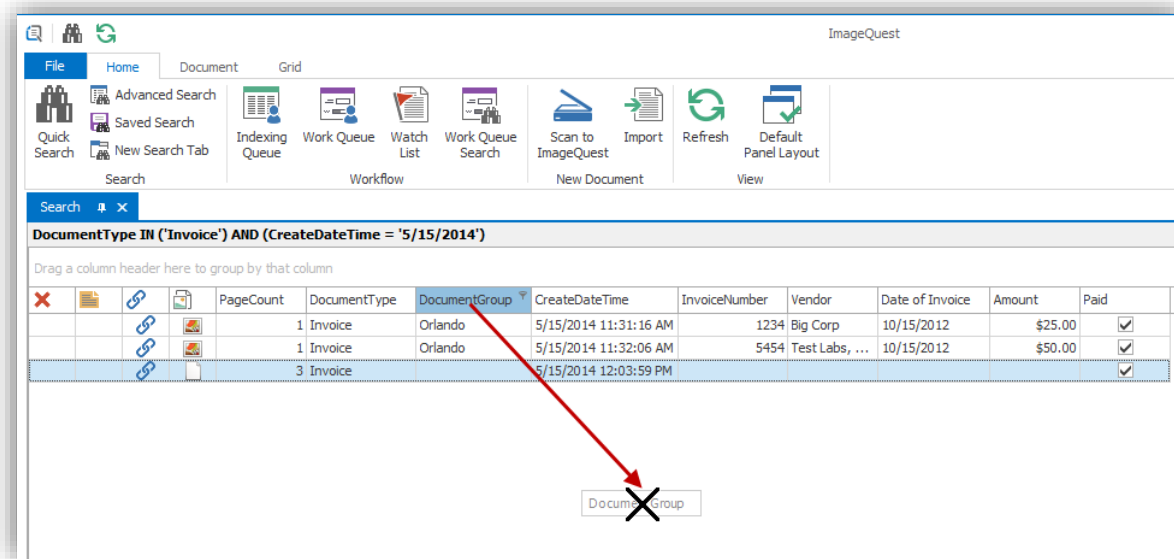 ImageQuest
File Home Document Grid
Quick Search
Advanced Search
Saved Search
New Search Tab
Indexing Queue
Work Queue
Watch List
Work Queue Search
Scan to ImageQuest
Import
Refresh
Default Panel Layout
Search Workflow New Document View
Search
DocumentType IN ('Invoice') AND (CreateDateTime = '5/15/2014')
Drag a column header here to group by that column
PageCount DocumentType DocumentGroup CreateDateTime InvoiceNumber Vendor Date of Invoice Amount Paid
1 Invoice Orlando 5/15/2014 11:31:16 AM 1234 Big Corp 10/15/2012 $25.00
1 Invoice Orlando 5/15/2014 11:32:06 AM 5454 Test Labs, ... 10/15/2012 $50.00
3 Invoice 5/15/2014 12:03:59 PM
DocumentGroup